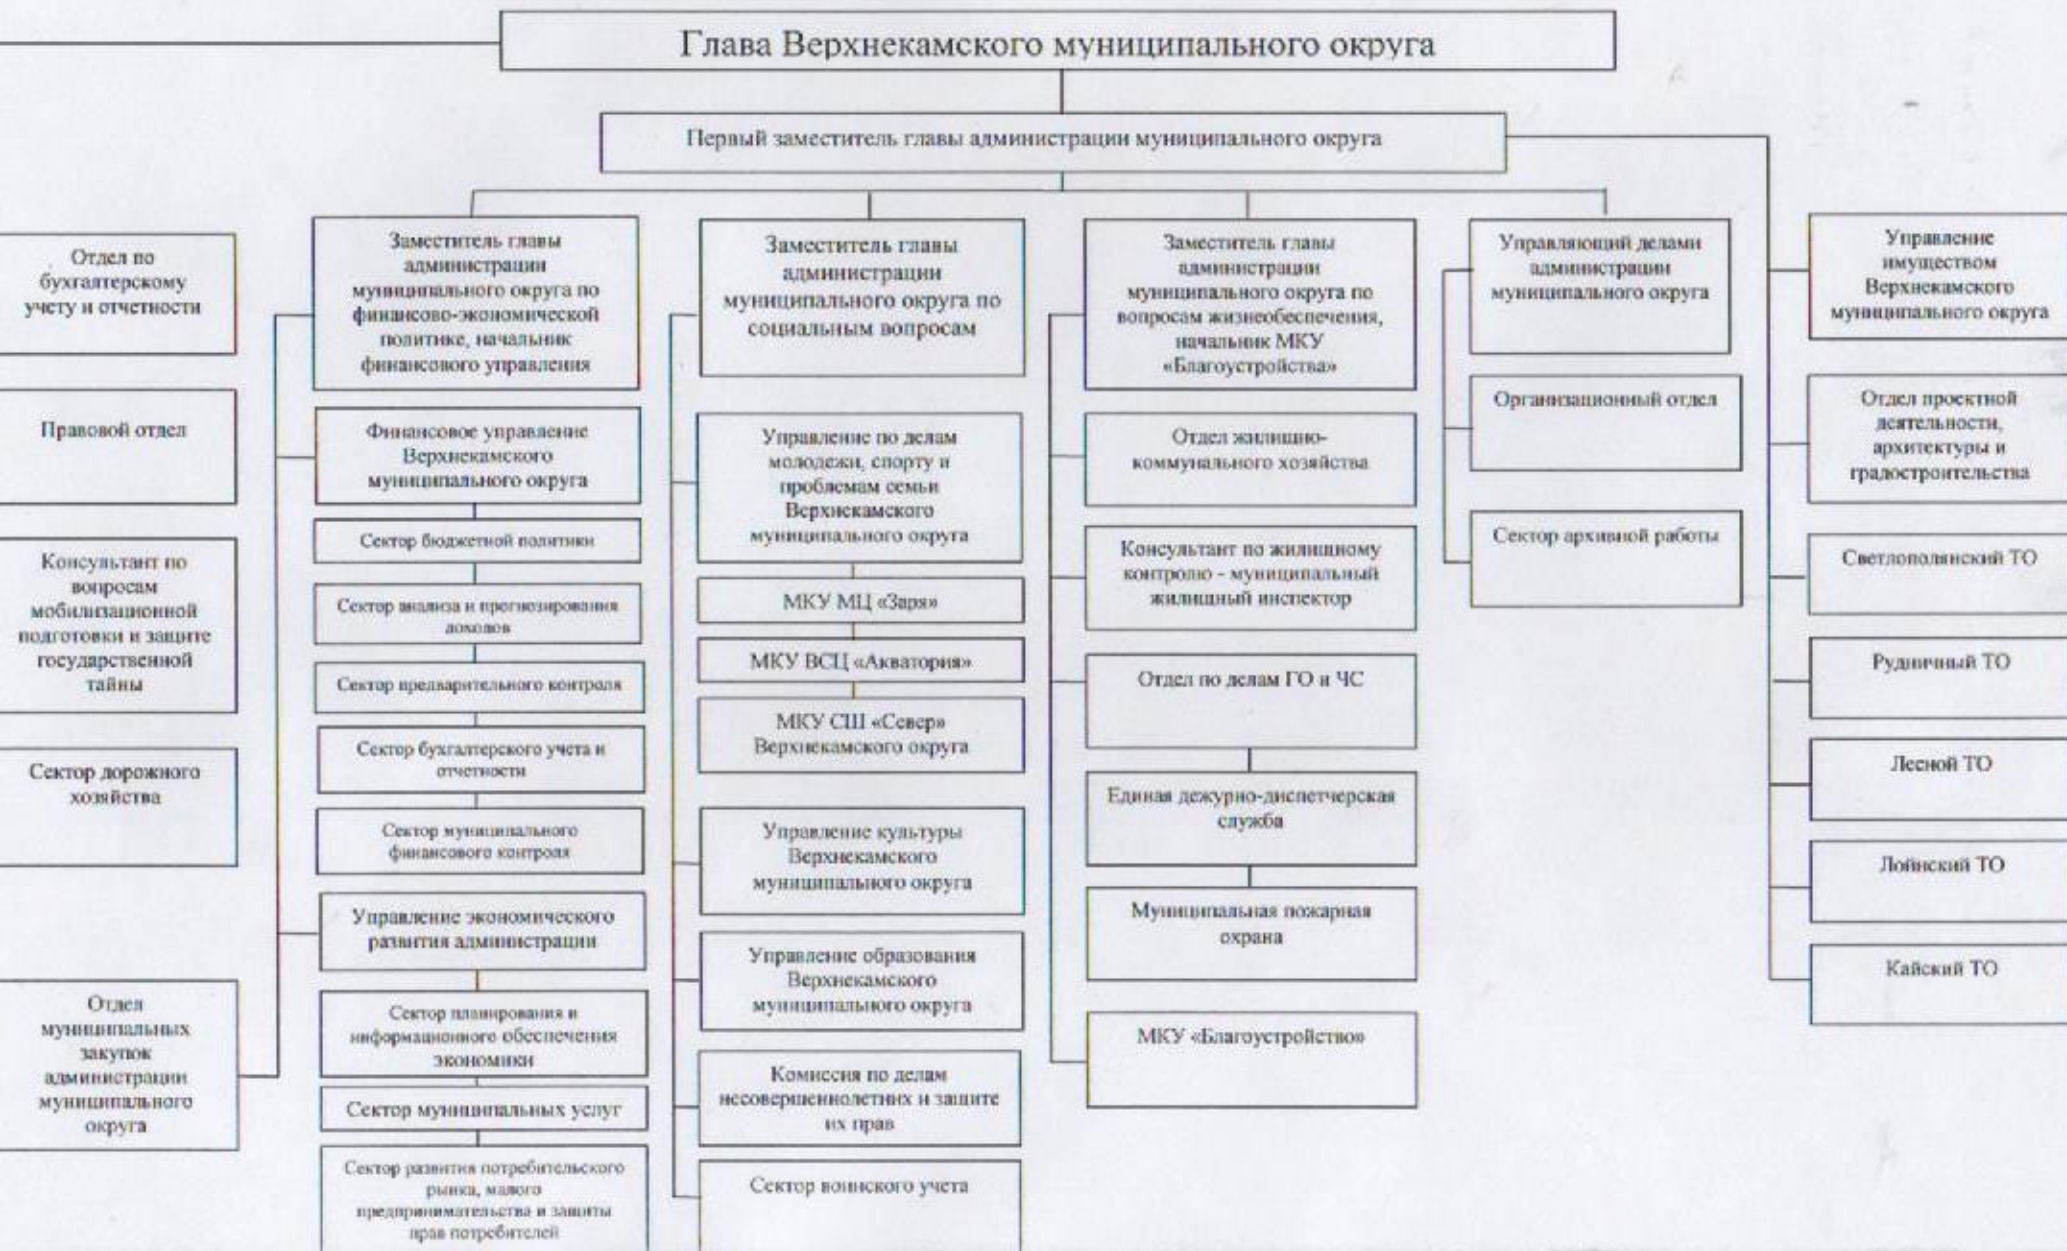 Глава Верхнекамского муниципального округа
Первый заместитель главы администрации муниципального округа
Отдел по
бухгалтерскому
учету и отчетности
Правовой отдел
Консультант по
вопросам
мобилизационной
подготовки и защите
государственной
тайны
Сектор дорожного
хозяйства
Отдел
муниципальных
закупок
администрации
муниципального
округа
Заместитель главы
администрации
муниципального округа по
финансово-экономической
политике, начальник
финансового управления
Финансовое управление
Верхнекамского
муниципального округа
Сектор бюджетной политики
Сектор анализа и прогнозирования
доходов
Сектор предварительного контроля
Сектор бухгалтерского учета и
отчетности
Сектор муниципального
финансового контроля
Управление экономического
развития администрации
Сектор планирования и
информационного обеспечения
экономики
Сектор муниципальных услуг
Сектор развития потребительского
рынка, малого
предпринимательства и защиты
прав потребителей
Заместитель главы
администрации
муниципального округа по
социальным вопросам
Управление по делам
молодежи, спорту и
проблемам семьи
Верхнекамского
муниципального округа
МКУ МЦ «Заря»
МКУ ВСЦ «Акватория»
МКУ СШ «Север»
Верхнекамского округа
Управление культуры
Верхнекамского
муниципального округа
Управление образования
Верхнекамского
муниципального округа
Комиссия по делам
несовершеннолетних и защите
их прав
Сектор воинского учета
Заместитель главы
администрации
муниципального округа по
вопросам жизнеобеспечения,
начальник МКУ
«Благоустройства»
Отдел жилищно-
коммунального хозяйства
Консультант по жилищному
контролю - муниципальный
жилищный инспектор
Отдел по делам ГО и ЧС
Единая дежурно-диспетчерская
служба
Муниципальная пожарная
охрана
МКУ «Благоустройство»
Управляющий делами
администрации
муниципального округа
Организационный отдел
Сектор архивной работы
Управление
имуществом
Верхнекамского
муниципального округа
Отдел проектной
деятельности,
архитектуры и
градостроительства
Светлополянский ТО
Рудничный ТО
Лесной ТО
Лойнский ТО
Кайский ТО